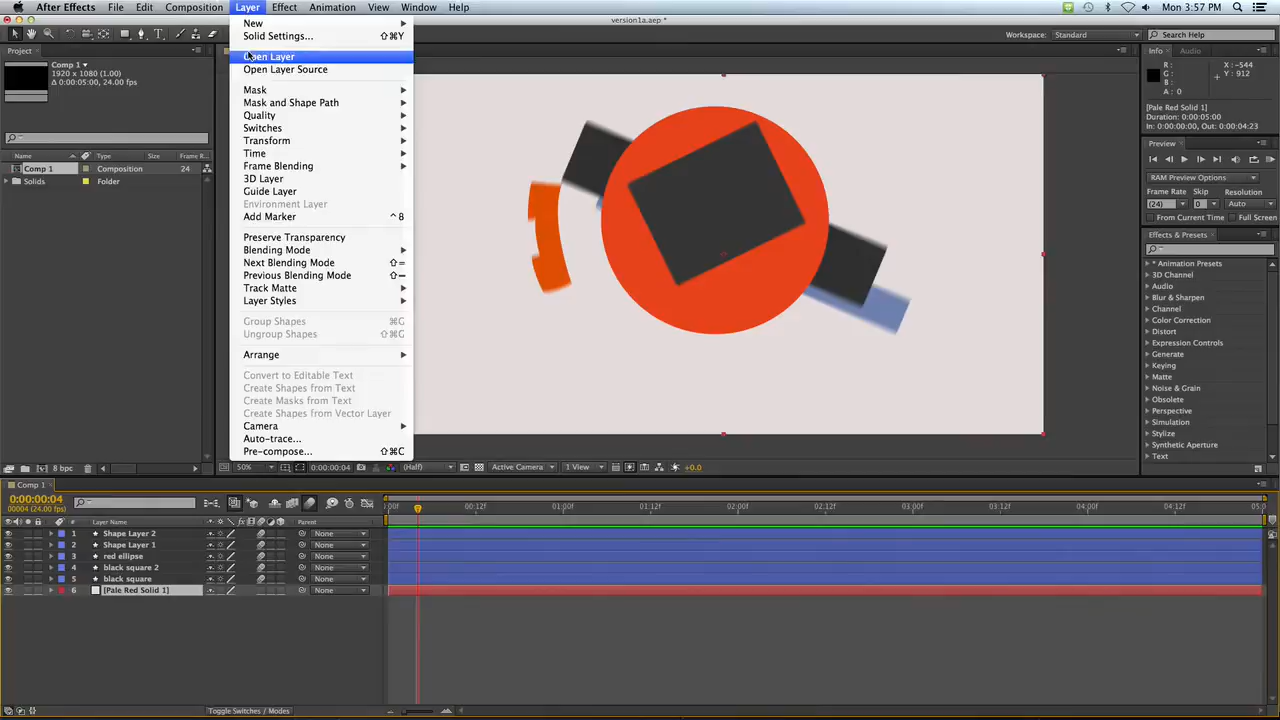 After Effects File Edit Composition Layer Effect Animation View Window Help Mon 3:57 PM
version1a.aep *
Workspace: Standard Search Help
Project
Comp 1
1920 x 1080 (1.00)
Δ 0:00:05:00, 24.00 fps
Name Type Size Frame R...
Comp 1 Composition 24
Solids Folder
8 bpc
New
Solid Settings... ⇧⌘Y
Open Layer
Open Layer Source
Mask
Mask and Shape Path
Quality
Switches
Transform
Time
Frame Blending
3D Layer
Guide Layer
Environment Layer
Add Marker ⌃8
Preserve Transparency
Blending Mode
Next Blending Mode ⇧=
Previous Blending Mode ⇧−
Track Matte
Layer Styles
Group Shapes ⌘G
Ungroup Shapes ⇧⌘G
Arrange
Convert to Editable Text
Create Shapes from Text
Create Masks from Text
Create Shapes from Vector Layer
Camera
Auto-trace...
Pre-compose... ⇧⌘C
50% 0:00:00:04 (Half) Active Camera 1 View +0.0
Info Audio
R: X: -544
G: Y: 912
B:
A: 0
[Pale Red Solid 1]
Duration: 0:00:05:00
In: 0:00:00:00, Out: 0:00:04:23
Preview
RAM Preview Options
Frame Rate Skip Resolution
(24) 0 Auto
From Current Time Full Screen
Effects & Presets
* Animation Presets
3D Channel
Audio
Blur & Sharpen
Channel
Color Correction
Distort
Expression Controls
Generate
Keying
Matte
Noise & Grain
Obsolete
Perspective
Simulation
Stylize
Synthetic Aperture
Text
Comp 1
0:00:00:04
00004 (24.00 fps)
:00f 00:12f 01:00f 01:12f 02:00f 02:12f 03:00f 03:12f 04:00f 04:12f 05:0
# Layer Name Parent
1 Shape Layer 2 None
2 Shape Layer 1 None
3 red ellipse None
4 black square 2 None
5 black square None
6 [Pale Red Solid 1] None
Toggle Switches / Modes